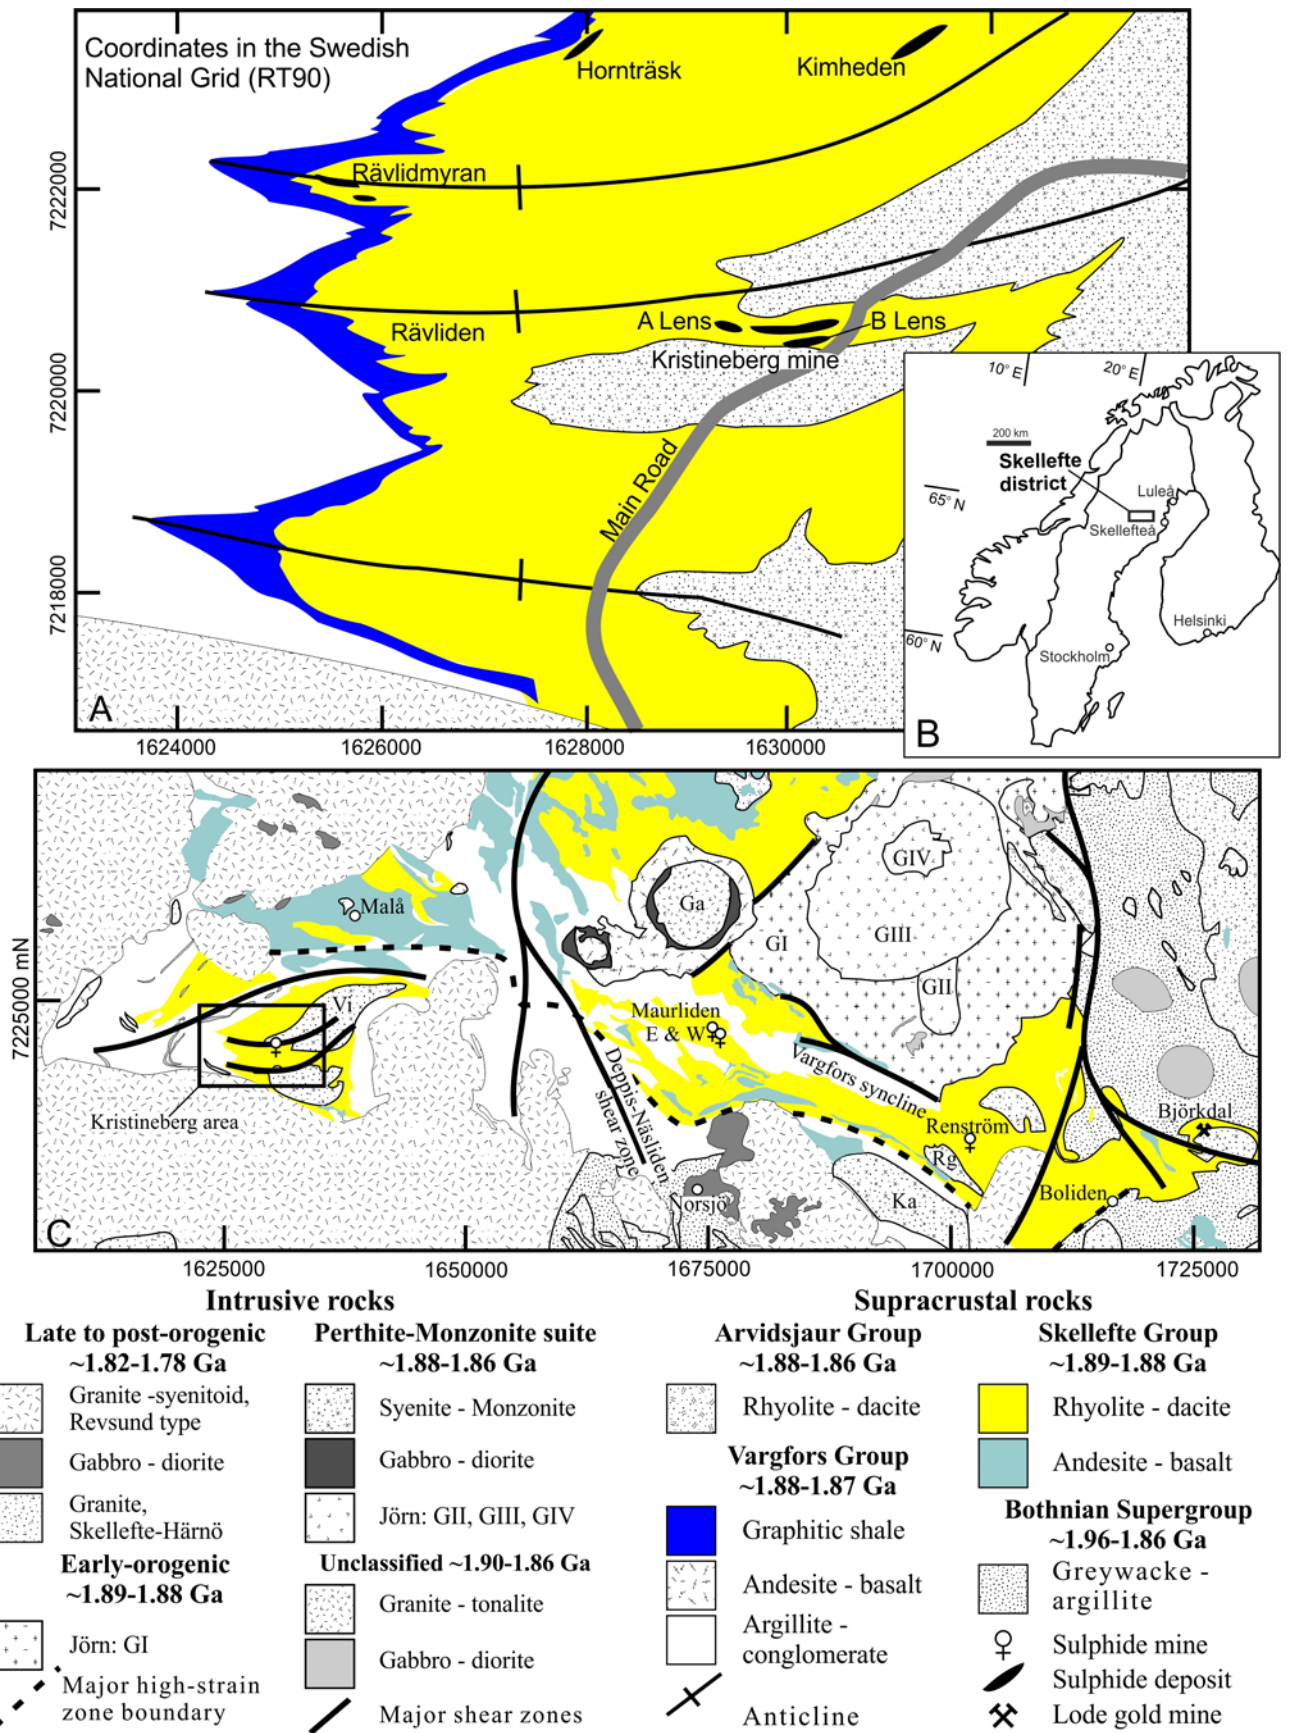 Coordinates in the Swedish
National Grid (RT90)
Hornträsk
Kimheden
7222000
Rävlidmyran
Rävliden
A Lens
B Lens
Kristineberg mine
7220000
Main Road
7218000
A
1624000
1626000
1628000
1630000
10° E
20° E
200 km
Skellefte
district
Luleå
65° N
Skellefteå
Helsinki
60° N
Stockholm
B
GIV
Malå
Ga
GI
GIII
GII
7225000 mN
Vi
Maurliden
E & W
Vargfors syncline
Deppis-Näsliden
shear zone
Kristineberg area
Björkdal
Renström
Rg
Norsjö
Ka
Boliden
C
1625000
1650000
1675000
1700000
1725000
Intrusive rocks
Late to post-orogenic
~1.82-1.78 Ga
Granite -syenitoid,
Revsund type
Gabbro - diorite
Granite,
Skellefte-Härnö
Early-orogenic
~1.89-1.88 Ga
Jörn: GI
Major high-strain
zone boundary
Perthite-Monzonite suite
~1.88-1.86 Ga
Syenite - Monzonite
Gabbro - diorite
Jörn: GII, GIII, GIV
Unclassified ~1.90-1.86 Ga
Granite - tonalite
Gabbro - diorite
Major shear zones
Supracrustal rocks
Arvidsjaur Group
~1.88-1.86 Ga
Rhyolite - dacite
Vargfors Group
~1.88-1.87 Ga
Graphitic shale
Andesite - basalt
Argillite -
conglomerate
Anticline
Skellefte Group
~1.89-1.88 Ga
Rhyolite - dacite
Andesite - basalt
Bothnian Supergroup
~1.96-1.86 Ga
Greywacke -
argillite
Sulphide mine
Sulphide deposit
Lode gold mine